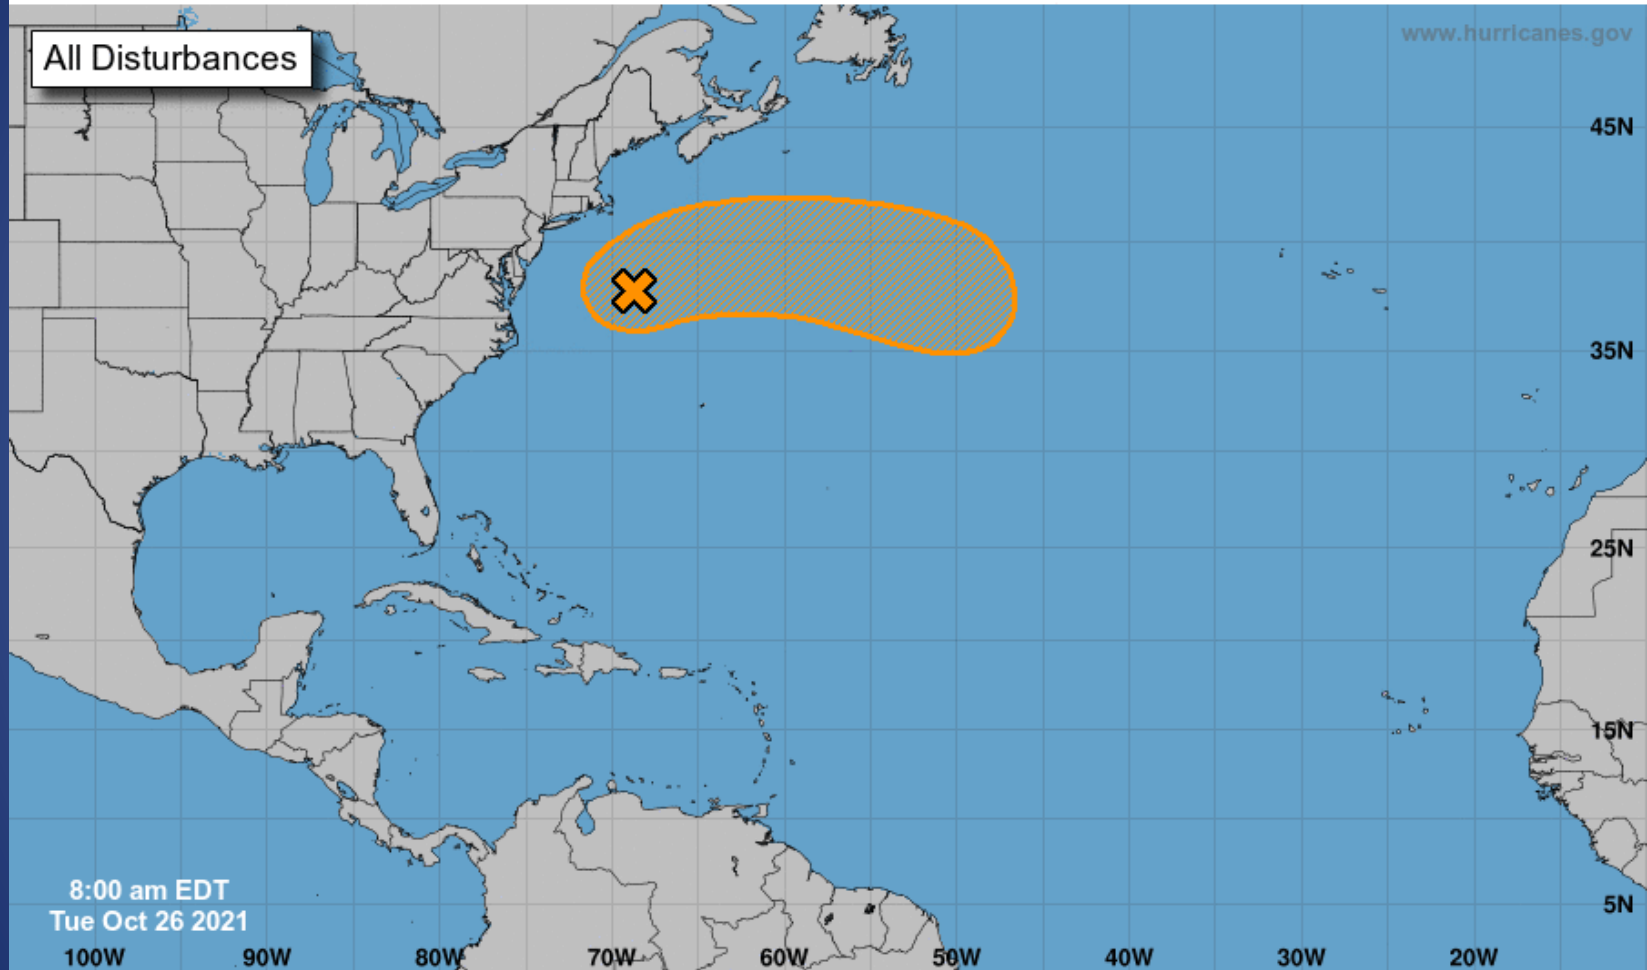 All Disturbances
www.hurricanes.gov
45N
35N
25N
15N
8:00 am EDT
Tue Oct 26 2021
5N
100W 90W 80W 70W 60W 50W 40W 30W 20W